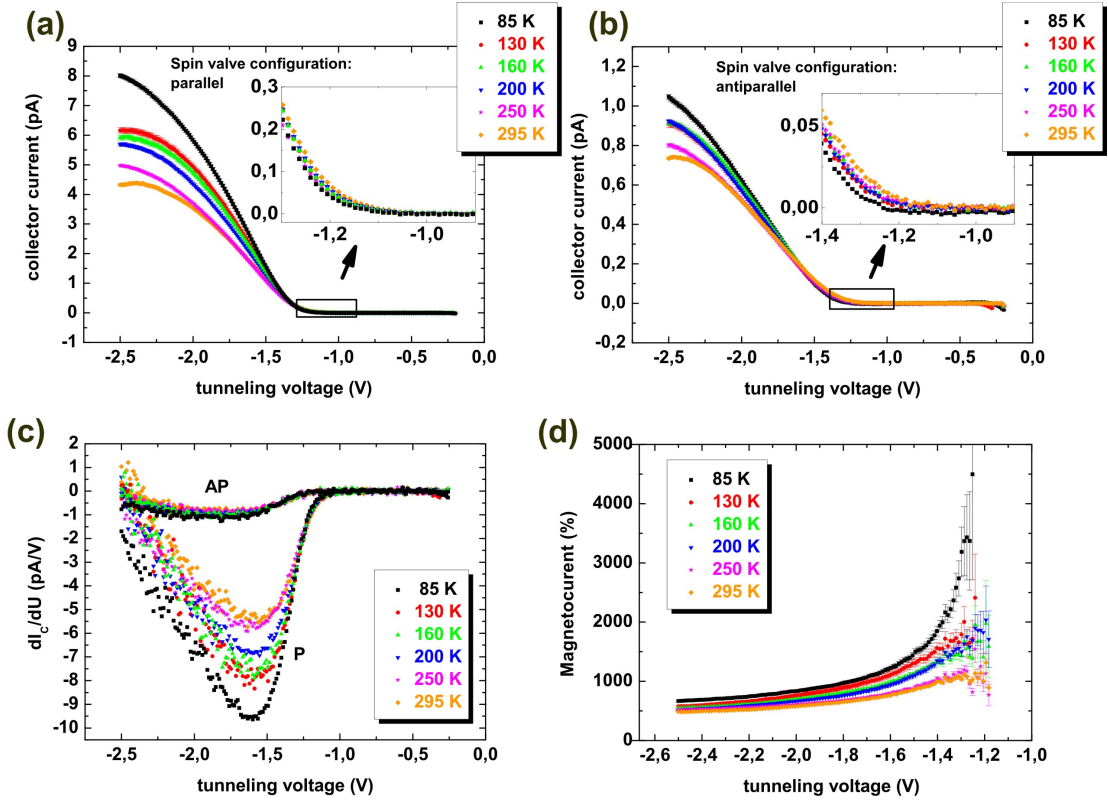 (a)
9
8
7
6
5
4
3
2
1
0
-1
collector current (pA)
Spin valve configuration:
parallel
0,3
0,2
0,1
0,0
-1,2
-1,0
85 K
130 K
160 K
200 K
250 K
295 K
-2,5
-2,0
-1,5
-1,0
-0,5
0,0
tunneling voltage (V)
(b)
1,2
1,0
0,8
0,6
0,4
0,2
0,0
-0,2
collector current (pA)
Spin valve configuration:
antiparallel
0,05
0,00
-1,4
-1,2
-1,0
85 K
130 K
160 K
200 K
250 K
295 K
-2,5
-2,0
-1,5
-1,0
-0,5
0,0
tunneling voltage (V)
(c)
2
1
0
-1
-2
-3
-4
-5
-6
-7
-8
-9
-10
dIC/dU (pA/V)
AP
P
85 K
130 K
160 K
200 K
250 K
295 K
-2,5
-2,0
-1,5
-1,0
-0,5
0,0
tunneling voltage (V)
(d)
5000
4000
3000
2000
1000
0
Magnetocurent (%)
85 K
130 K
160 K
200 K
250 K
295 K
-2,6
-2,4
-2,2
-2,0
-1,8
-1,6
-1,4
-1,2
-1,0
tunneling voltage (V)